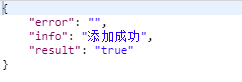 {
    "error": "",
    "info": "添加成功",
    "result": "true"
}